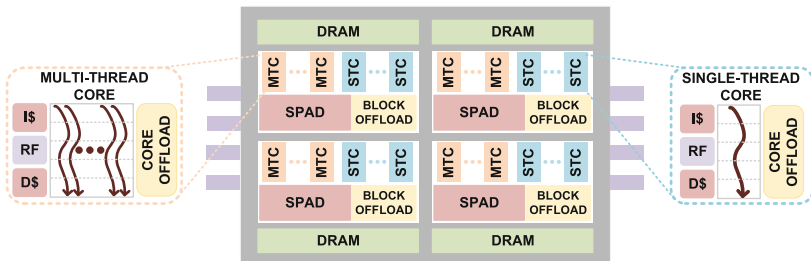 DRAM
DRAM
MTC MTC STC STC
MTC MTC STC STC
SPAD
BLOCK
OFFLOAD
SPAD
BLOCK
OFFLOAD
MTC MTC STC STC
MTC MTC STC STC
SPAD
BLOCK
OFFLOAD
SPAD
BLOCK
OFFLOAD
DRAM
DRAM
MULTI-THREAD
CORE
I$
RF
D$
CORE
OFFLOAD
SINGLE-THREAD
CORE
I$
RF
D$
CORE
OFFLOAD